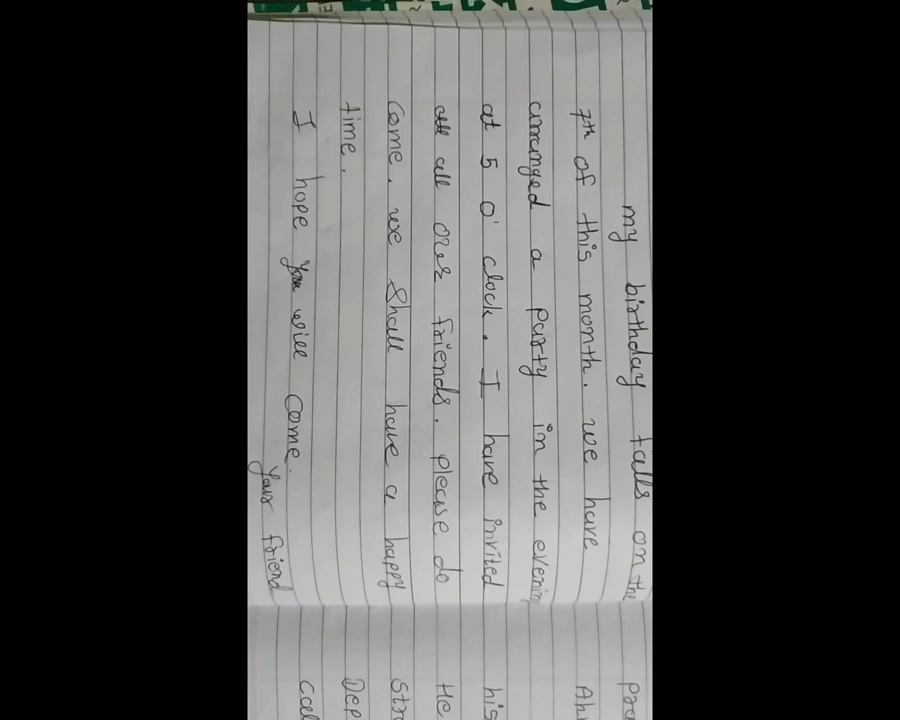 my birthday falls on the
7th of this month. we have
arranged a party in the evening
at 5 o' clock. I have invited
all our friends. please do
come. we shall have a happy
time.
I hope you will come.
Your friend
his
He